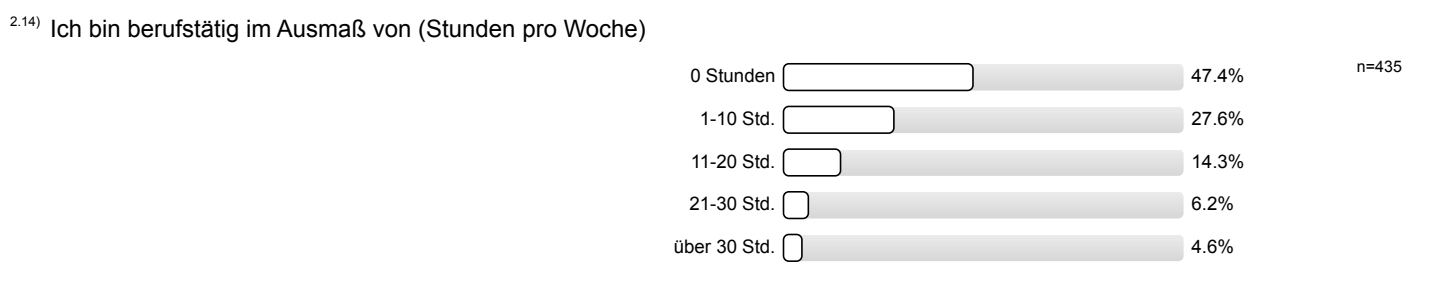 2.14) Ich bin berufstätig im Ausmaß von (Stunden pro Woche)
0 Stunden 47.4% n=435
1-10 Std. 27.6%
11-20 Std. 14.3%
21-30 Std. 6.2%
über 30 Std. 4.6%